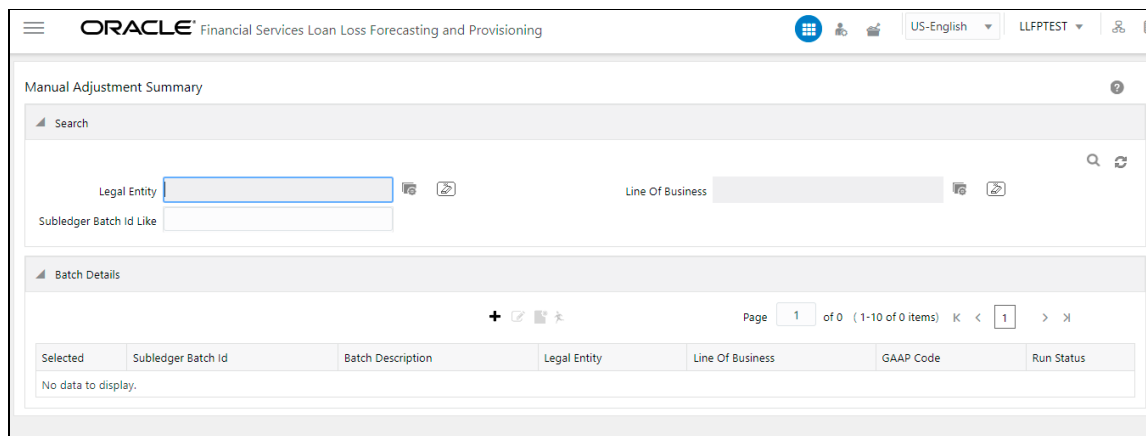 ORACLE Financial Services Loan Loss Forecasting and Provisioning US-English LLFPTEST
Manual Adjustment Summary
Search
Legal Entity Line Of Business
Subledger Batch Id Like
Batch Details
Page 1 of 0 (1-10 of 0 items) 1
Selected Subledger Batch Id Batch Description Legal Entity Line Of Business GAAP Code Run Status
No data to display.